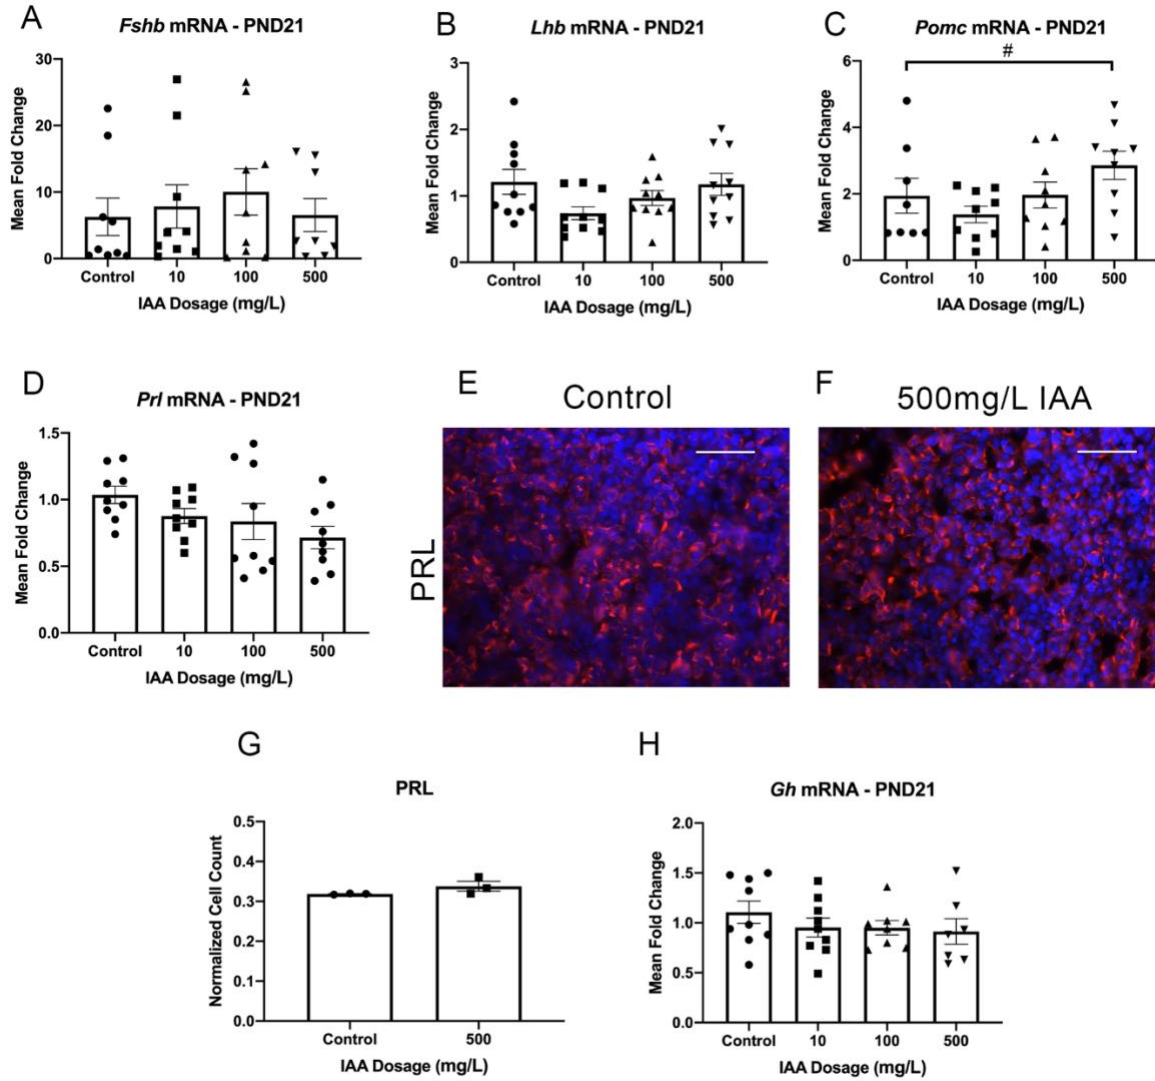 A
Fshb mRNA - PND21
Mean Fold Change
30
20
10
0
Control 10 100 500
IAA Dosage (mg/L)
B
Lhb mRNA - PND21
Mean Fold Change
3
2
1
0
Control 10 100 500
IAA Dosage (mg/L)
C
Pomc mRNA - PND21
#
Mean Fold Change
6
4
2
0
Control 10 100 500
IAA Dosage (mg/L)
D
Prl mRNA - PND21
Mean Fold Change
1.5
1.0
0.5
0.0
Control 10 100 500
IAA Dosage (mg/L)
E
Control
PRL
F
500mg/L IAA
G
PRL
Normalized Cell Count
0.5
0.4
0.3
0.2
0.1
0.0
Control 500
IAA Dosage (mg/L)
H
Gh mRNA - PND21
Mean Fold Change
2.0
1.5
1.0
0.5
0.0
Control 10 100 500
IAA Dosage (mg/L)